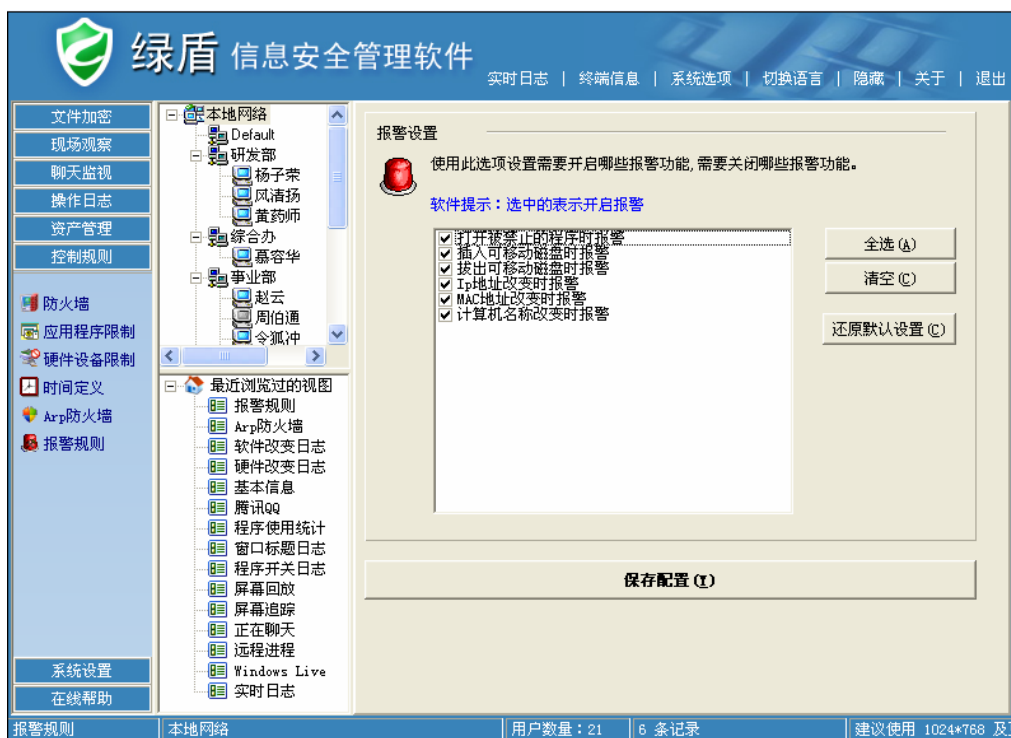 绿盾 信息安全管理软件
实时日志 | 终端信息 | 系统选项 | 切换语言 | 隐藏 | 关于 | 退出
文件加密
现场观察
聊天监视
操作日志
资产管理
控制规则
防火墙
应用程序限制
硬件设备限制
时间定义
Arp防火墙
报警规则
系统设置
在线帮助
本地网络
Default
研发部
杨子荣
风清扬
黄药师
综合办
慕容华
事业部
赵云
周伯通
令狐冲
最近浏览过的视图
报警规则
Arp防火墙
软件改变日志
硬件改变日志
基本信息
腾讯QQ
程序使用统计
窗口标题日志
程序开关日志
屏幕回放
屏幕追踪
正在聊天
远程进程
Windows Live
实时日志
报警设置
使用此选项设置需要开启哪些报警功能,需要关闭哪些报警功能。
软件提示：选中的表示开启报警
打开被禁止的程序时报警
插入可移动磁盘时报警
拔出可移动磁盘时报警
Ip地址改变时报警
MAC地址改变时报警
计算机名称改变时报警
全选(A)
清空(C)
还原默认设置(C)
保存配置(I)
报警规则
本地网络
用户数量：21
6 条记录
建议使用 1024*768 及